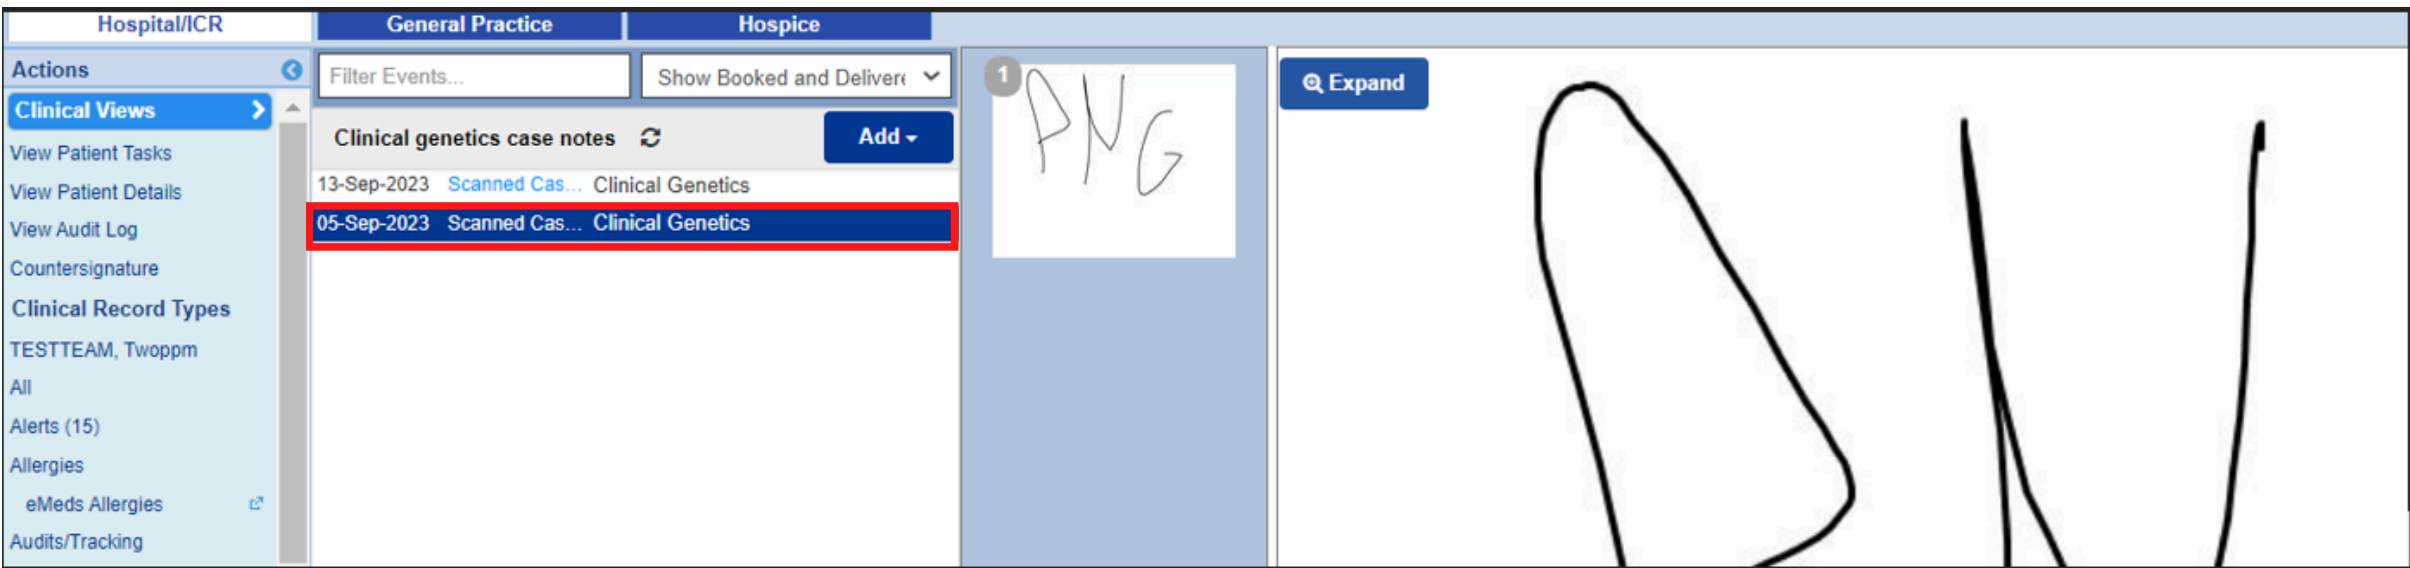 Hospital/ICR
General Practice
Hospice
Actions
Clinical Views
View Patient Tasks
View Patient Details
View Audit Log
Countersignature
Clinical Record Types
TESTTEAM, Twoppm
All
Alerts (15)
Allergies
eMeds Allergies
Audits/Tracking
Filter Events...
Show Booked and Delivere
Clinical genetics case notes
Add
13-Sep-2023 Scanned Cas... Clinical Genetics
05-Sep-2023 Scanned Cas... Clinical Genetics
1
PNG
Expand
PN